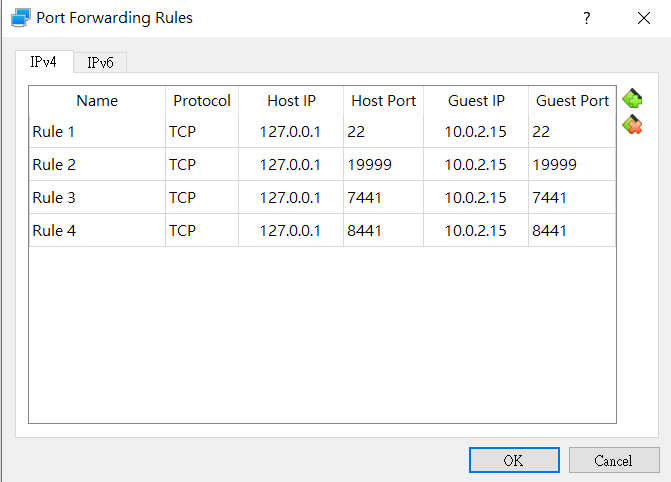 Port Forwarding Rules ?
IPv4 IPv6
Name Protocol Host IP Host Port Guest IP Guest Port
Rule 1 TCP 127.0.0.1 22 10.0.2.15 22
Rule 2 TCP 127.0.0.1 19999 10.0.2.15 19999
Rule 3 TCP 127.0.0.1 7441 10.0.2.15 7441
Rule 4 TCP 127.0.0.1 8441 10.0.2.15 8441
OK Cancel